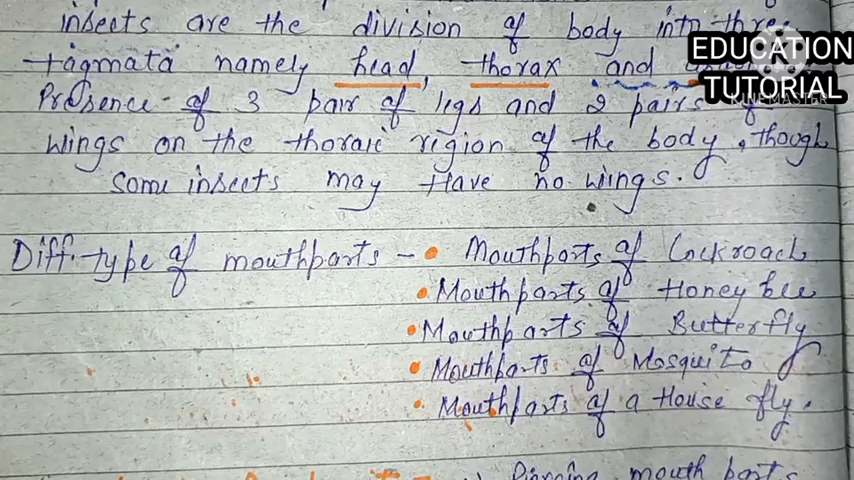 insects are the division of body into three
tagmata namely head, thorax and
EDUCATION
TUTORIAL
KINEMASTER
Presence of 3 pair of legs and 2 pairs of
wings on the thoraic region of the body, though
some insects may have no wings.
Diff. type of mouthparts - • Mouthparts of Cockroach
• Mouthparts of Honey bee
• Mouthparts of Butterfly
• Mouthparts of Mosquito
• Mouthparts of a House fly.
Piercing mouth parts